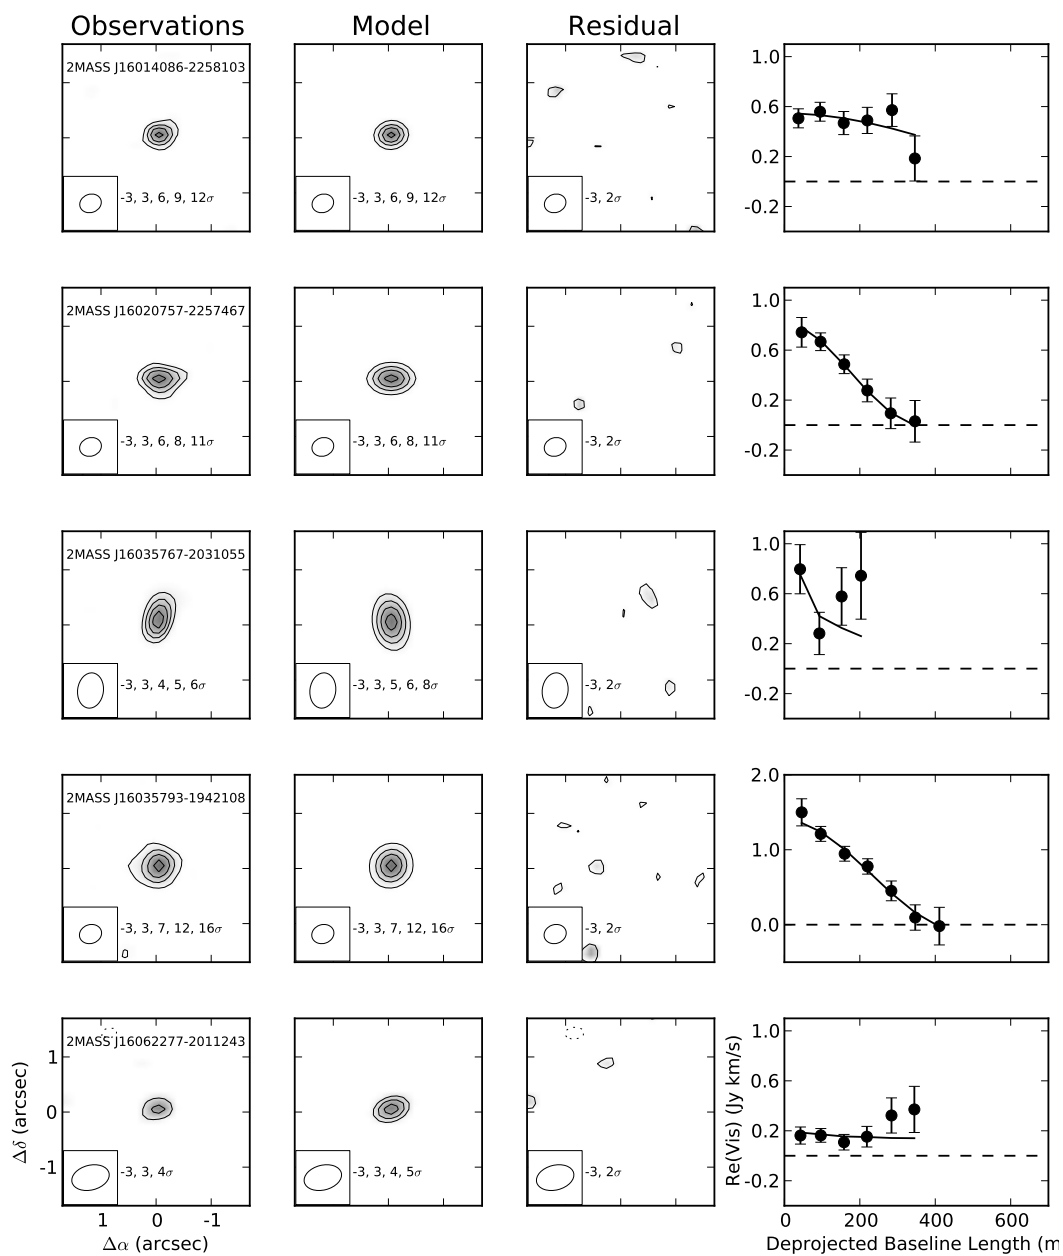 Observations Model Residual
2MASS J16014086-2258103
-3, 3, 6, 9, 12σ -3, 3, 6, 9, 12σ -3, 2σ
1.0
0.6
0.2
-0.2
2MASS J16020757-2257467
-3, 3, 6, 8, 11σ -3, 3, 6, 8, 11σ -3, 2σ
1.0
0.6
0.2
-0.2
2MASS J16035767-2031055
-3, 3, 4, 5, 6σ -3, 3, 5, 6, 8σ -3, 2σ
1.0
0.6
0.2
-0.2
2MASS J16035793-1942108
-3, 3, 7, 12, 16σ -3, 3, 7, 12, 16σ -3, 2σ
2.0
1.0
0.0
2MASS J16062277-2011243
-3, 3, 4σ -3, 3, 4, 5σ -3, 2σ
1
0
-1
Δδ (arcsec)
1 0 -1
Δα (arcsec)
Re(Vis) (Jy km/s)
1.0
0.6
0.2
-0.2
0 200 400 600
Deprojected Baseline Length (m